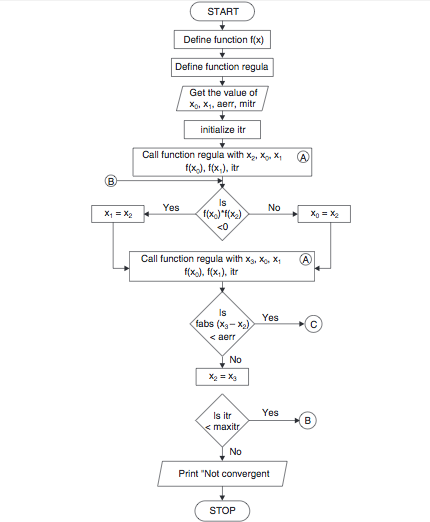 START
Define function f(x)
Define function regula
Get the value of
x₀, x₁, aerr, mitr
initialize itr
Call function regula with x₂, x₀, x₁ A
f(x₀), f(x₁), itr
B
Is
f(x₀)*f(x₂)
<0
Yes
No
x₁ = x₂
x₀ = x₂
Call function regula with x₃, x₀, x₁ A
f(x₀), f(x₁), itr
Is
fabs (x₃ – x₂)
< aerr
Yes
C
No
x₂ = x₃
Is itr
< maxitr
Yes
B
No
Print "Not convergent
STOP